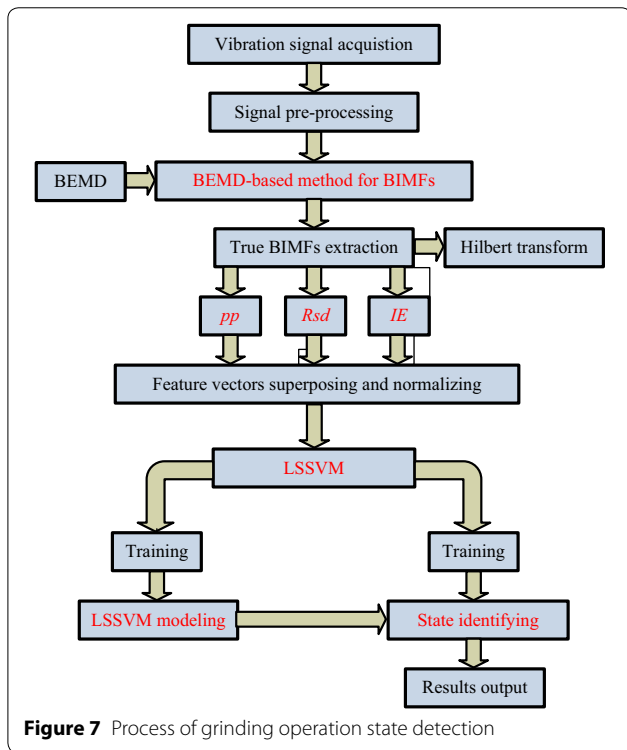 Vibration signal acquistion
Signal pre-processing
BEMD
BEMD-based method for BIMFs
True BIMFs extraction
Hilbert transform
pp
Rsd
IE
Feature vectors superposing and normalizing
LSSVM
Training
Training
LSSVM modeling
State identifying
Results output
Figure 7 Process of grinding operation state detection